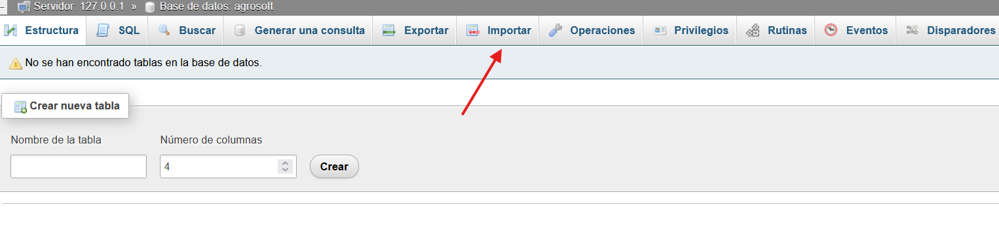 Servidor: 127.0.0.1 » Base de datos: agrosoft
Estructura SQL Buscar Generar una consulta Exportar Importar Operaciones Privilegios Rutinas Eventos Disparadores
No se han encontrado tablas en la base de datos.
Crear nueva tabla
Nombre de la tabla Número de columnas
4 Crear